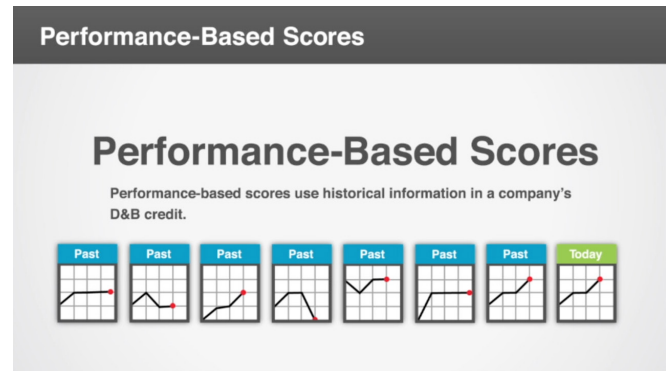 Performance-Based Scores
Performance-Based Scores
Performance-based scores use historical information in a company's
D&B credit.
Past Past Past Past Past Past Past Today